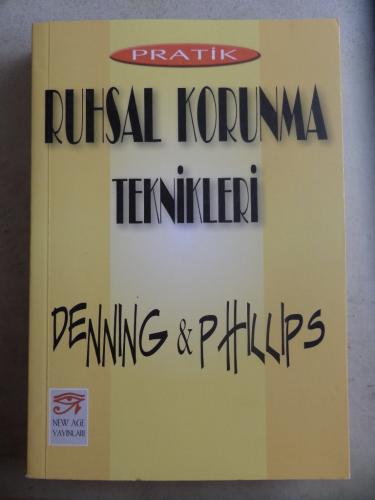 PRATİK
RUHSAL KORUNMA
TEKNİKLERİ
DENNING & PHILLIPS
NEW AGE
YAYINLARI